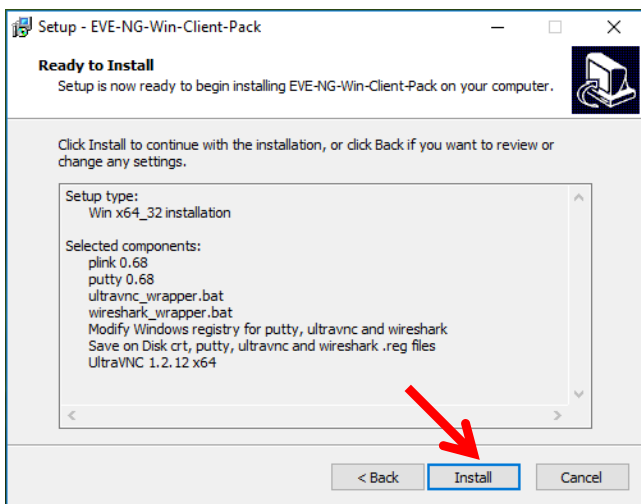 Setup - EVE-NG-Win-Client-Pack
Ready to Install
Setup is now ready to begin installing EVE-NG-Win-Client-Pack on your computer.
Click Install to continue with the installation, or click Back if you want to review or
change any settings.
Setup type:
Win x64_32 installation
Selected components:
plink 0.68
putty 0.68
ultravnc_wrapper.bat
wireshark_wrapper.bat
Modify Windows registry for putty, ultravnc and wireshark
Save on Disk crt, putty, ultravnc and wireshark .reg files
UltraVNC 1.2.12 x64
< Back Install Cancel